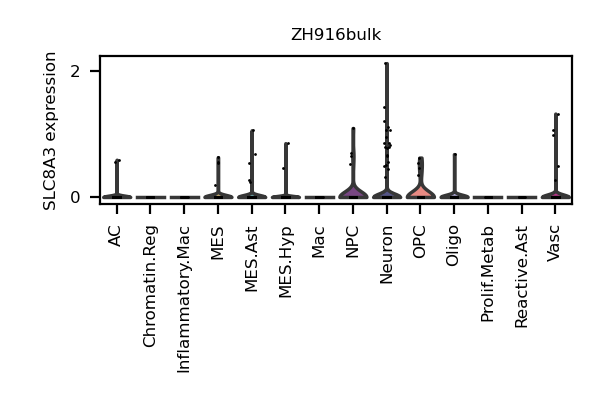 ZH916bulk
SLC8A3 expression
2
0
AC
Chromatin.Reg
Inflammatory.Mac
MES
MES.Ast
MES.Hyp
Mac
NPC
Neuron
OPC
Oligo
Prolif.Metab
Reactive.Ast
Vasc